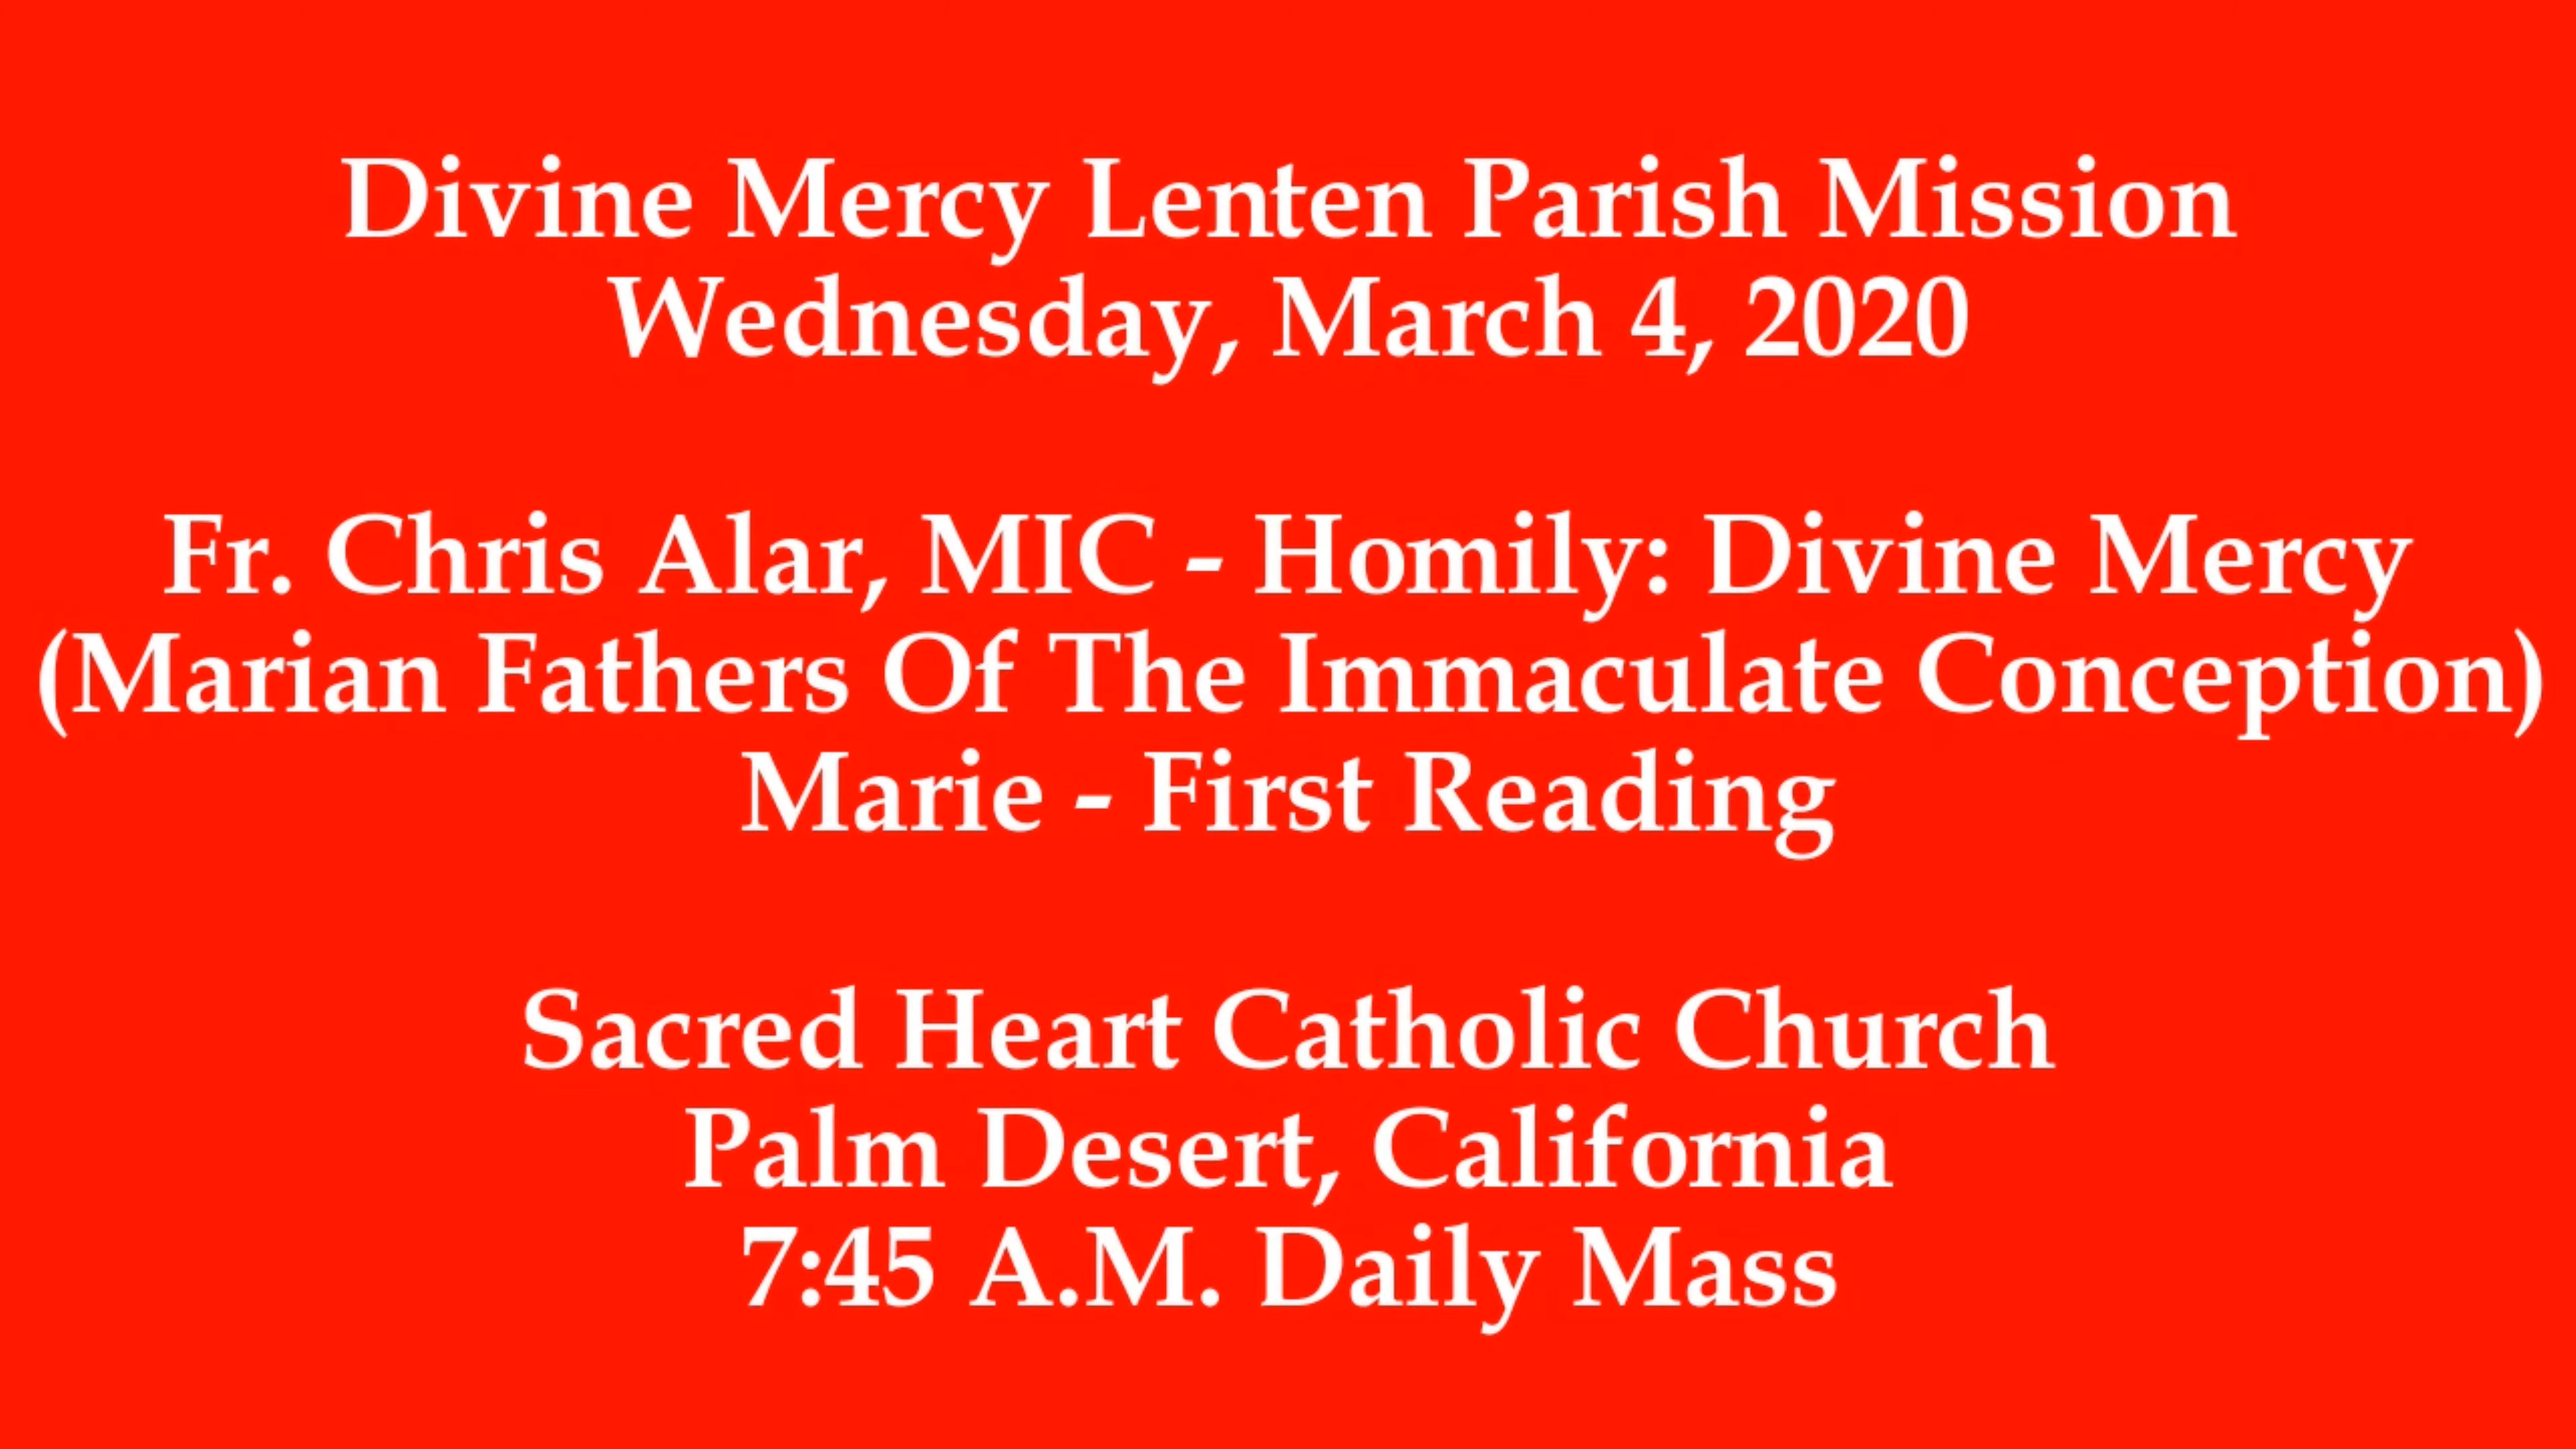 Divine Mercy Lenten Parish Mission
Wednesday, March 4, 2020
Fr. Chris Alar, MIC - Homily: Divine Mercy
(Marian Fathers Of The Immaculate Conception)
Marie - First Reading
Sacred Heart Catholic Church
Palm Desert, California
7:45 A.M. Daily Mass